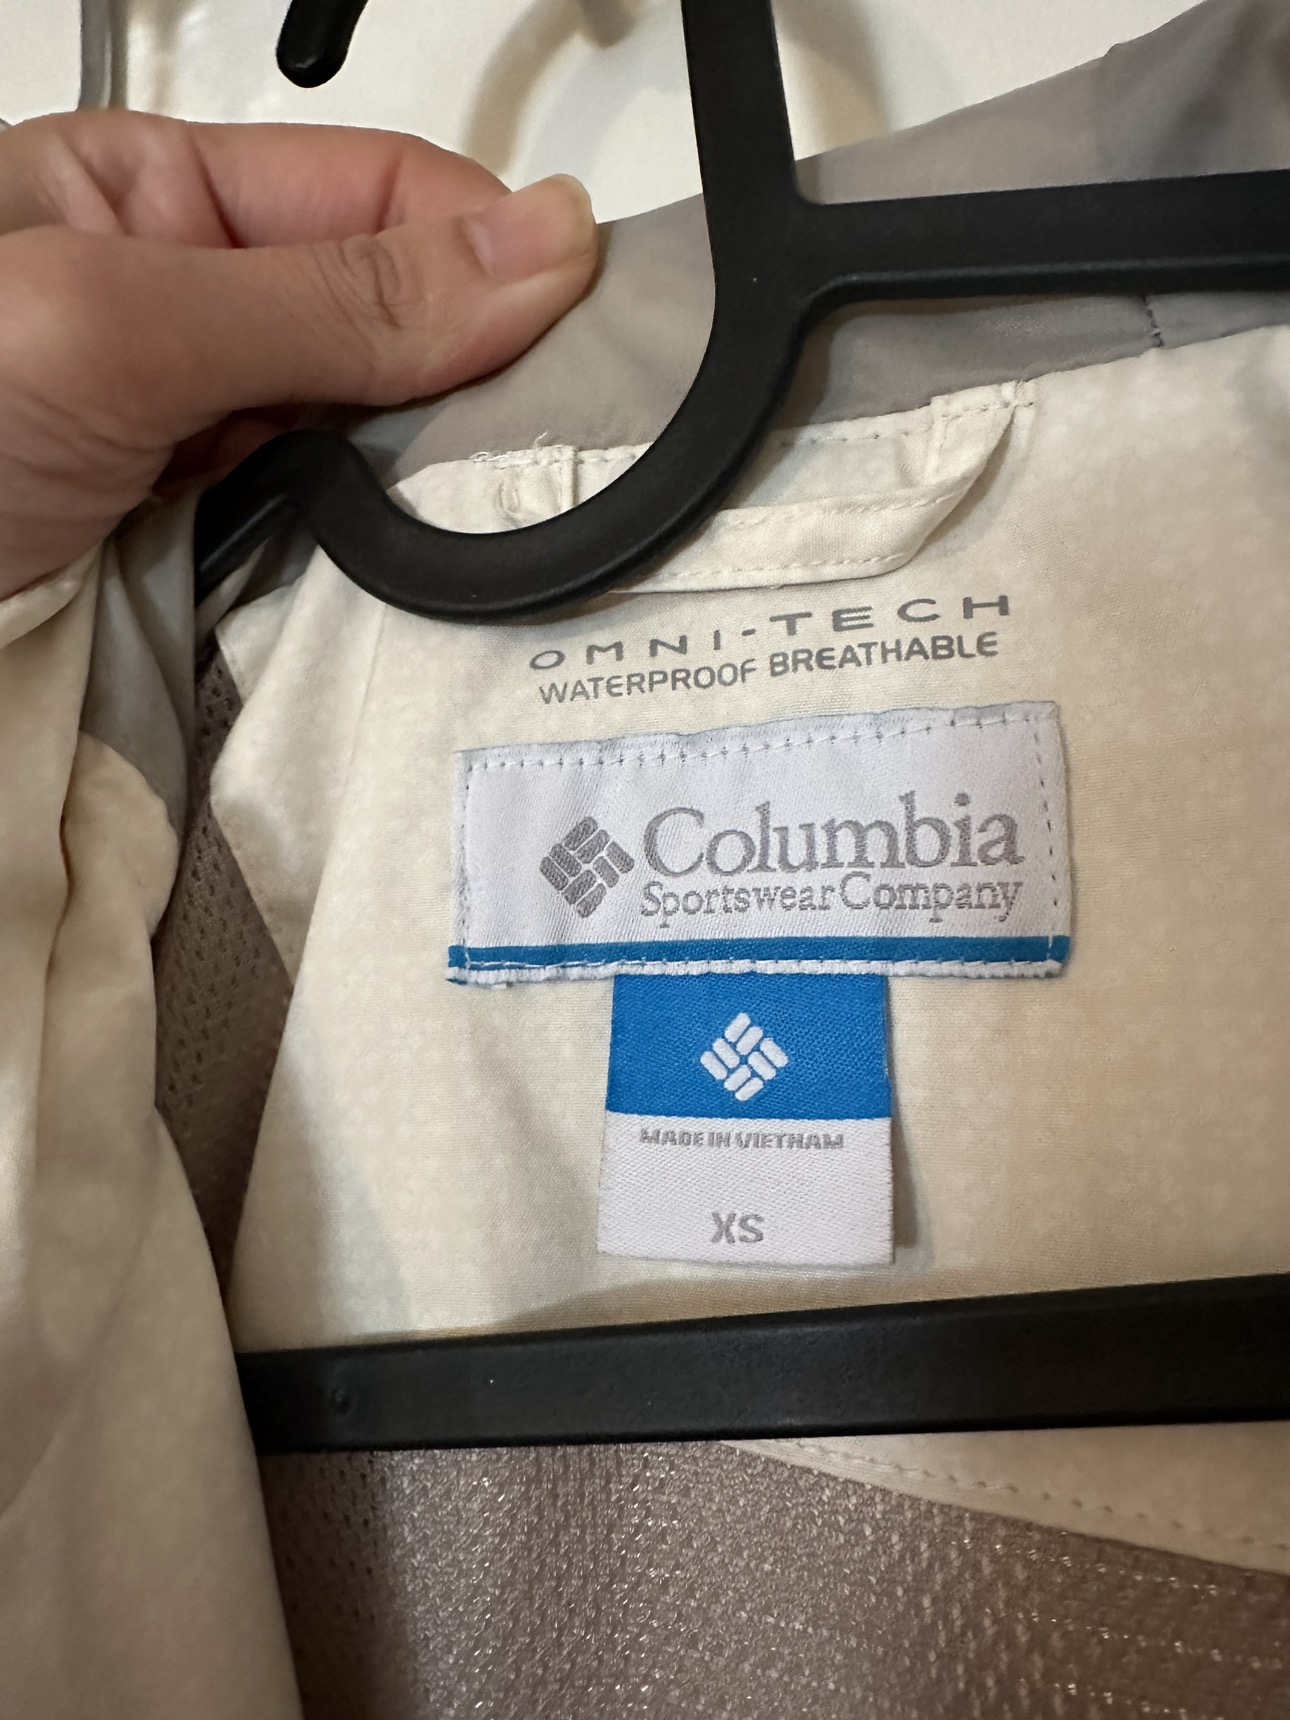 OMNI-TECH
WATERPROOF BREATHABLE
Columbia
Sportswear Company
MADE IN VIETNAM
XS